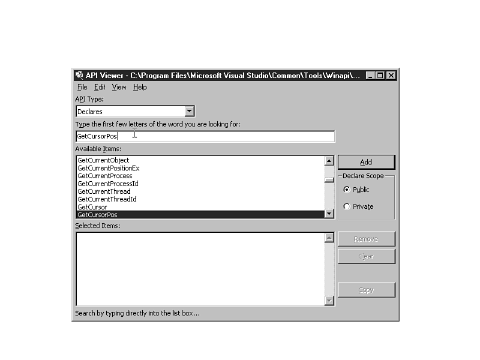 API Viewer - C:\Program Files\Microsoft Visual Studio\Common\Tools\Winapi\...
File Edit View Help
API Type:
Declares
Type the first few letters of the word you are looking for:
GetCursorPos
Available Items:
GetCurrentObject
GetCurrentPositionEx
GetCurrentProcess
GetCurrentProcessId
GetCurrentThread
GetCurrentThreadId
GetCursor
GetCursorPos
Add
Declare Scope
Public
Private
Selected Items:
Remove
Clear
Copy
Search by typing directly into the list box...